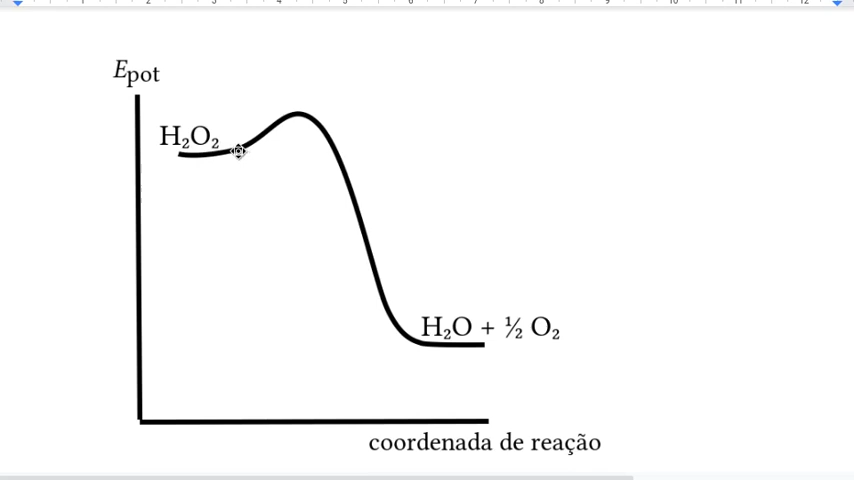 Epot
H₂O₂
H₂O + ½ O₂
coordenada de reação